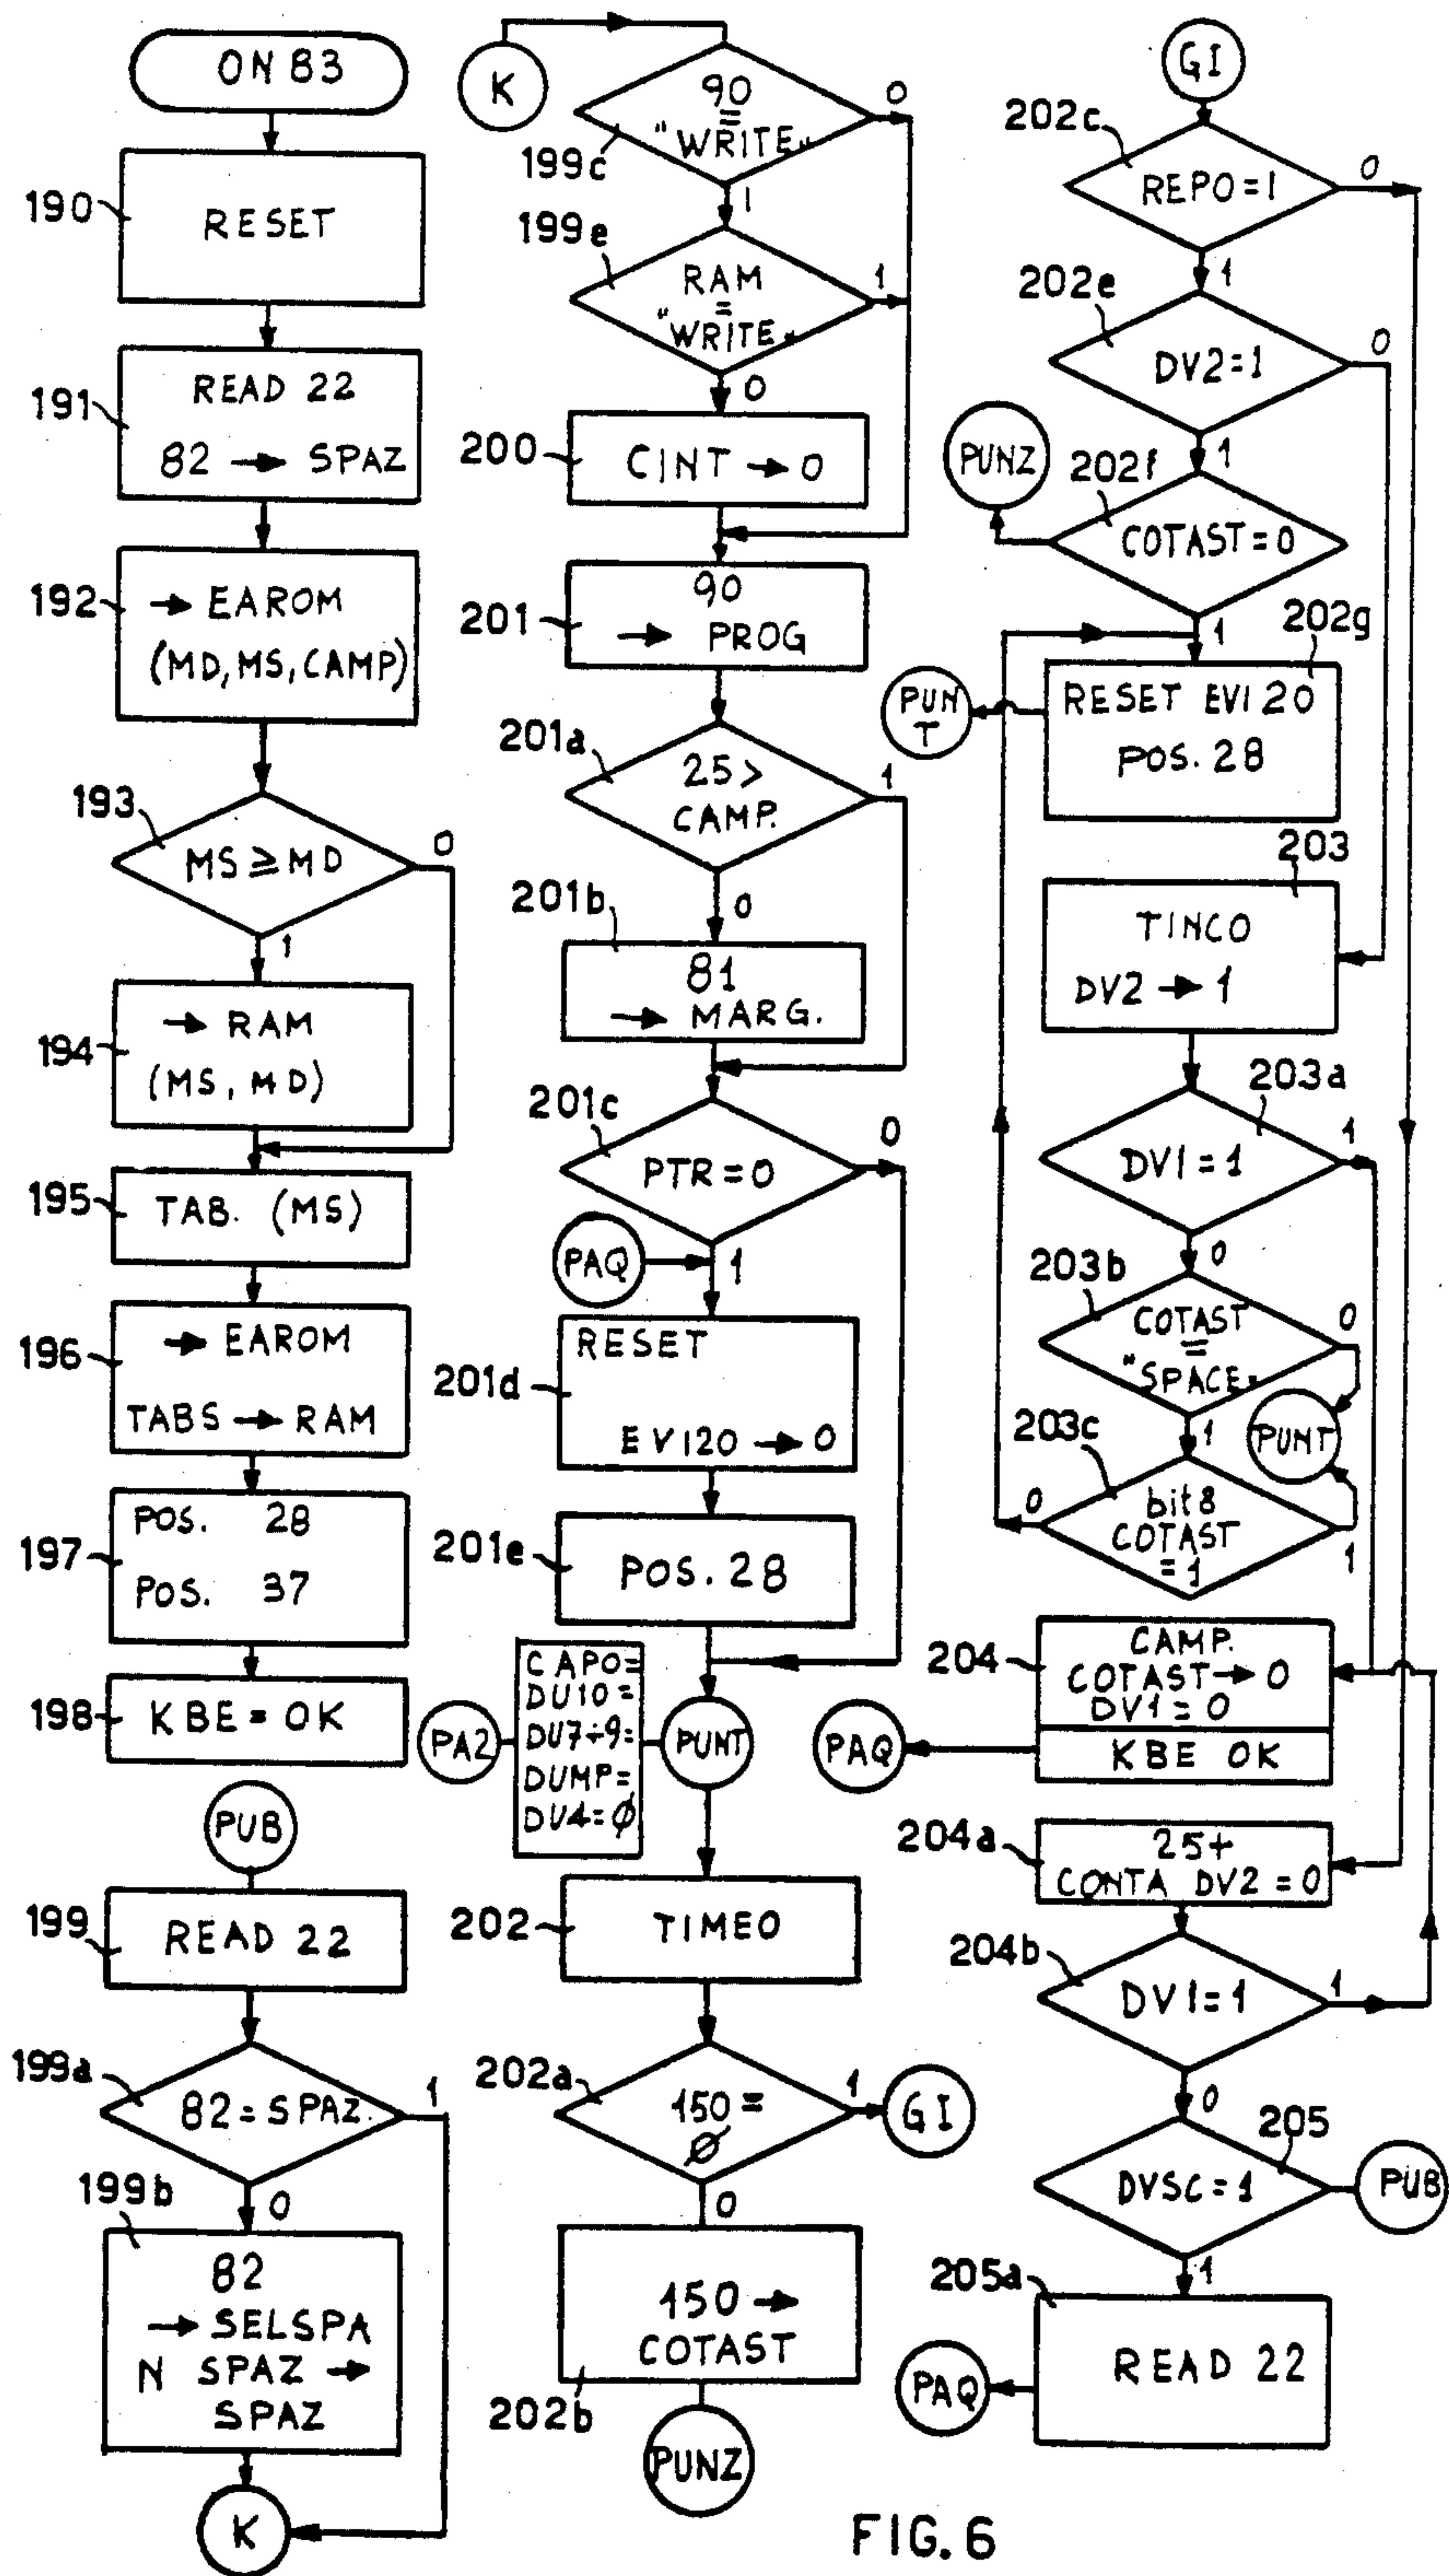 ON 83
190
RESET
191
READ 22
82 → SPAZ
192
→ EAROM
(MD, MS, CAMP)
193
MS ≥ MD
0
1
194
→ RAM
(MS, MD)
195
TAB. (MS)
196
→ EAROM
TABS → RAM
197
POS. 28
POS. 37
198
KBE = OK
PUB
199
READ 22
199a
82 = SPAZ.
1
0
199b
82
→ SELSPA
N SPAZ →
SPAZ
K
K
90
=
"WRITE"
0
199c
1
199e
RAM
=
"WRITE"
1
0
200
CINT → 0
201
90
→ PROG
201a
25 >
CAMP.
1
0
201b
81
→ MARG.
201c
PTR = 0
0
PAQ
1
201d
RESET
EV120 → 0
201e
POS. 28
PA2
CAPO =
DU10 =
DU7÷9 =
DUMP =
DV4 = Ø
PUNT
202
TIMEO
202a
150 =
Ø
1
GI
0
202b
150 →
COTAST
PUNZ
GI
202c
REPO = 1
0
1
202e
DV2 = 1
0
1
PUNZ
202f
COTAST = 0
1
202g
PUN
T
RESET EV120
POS. 28
203
TINCO
DV2 → 1
203a
DV1 = 1
1
0
203b
COTAST
=
"SPACE"
0
1
PUNT
203c
bit8
COTAST
= 1
0
1
204
CAMP.
COTAST → 0
DV1 = 0
KBE OK
PAQ
204a
25+
CONTA DV2 = 0
204b
DV1 = 1
1
0
205
DVSC = 1
PUB
1
205a
READ 22
PAQ
FIG. 6